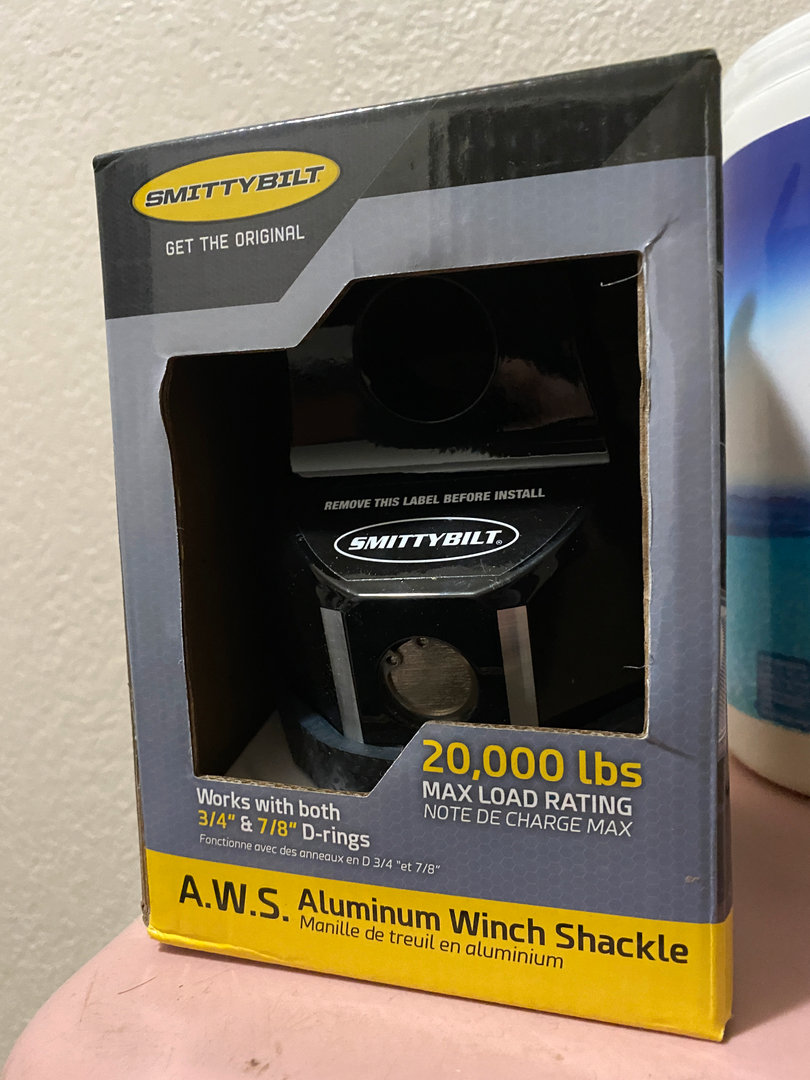 SMITTYBILT
GET THE ORIGINAL
REMOVE THIS LABEL BEFORE INSTALL
SMITTYBILT®
20,000 lbs
MAX LOAD RATING
NOTE DE CHARGE MAX
Works with both
3/4" & 7/8" D-rings
Fonctionne avec des anneaux en D 3/4 "et 7/8"
A.W.S. Aluminum Winch Shackle
Manille de treuil en aluminium